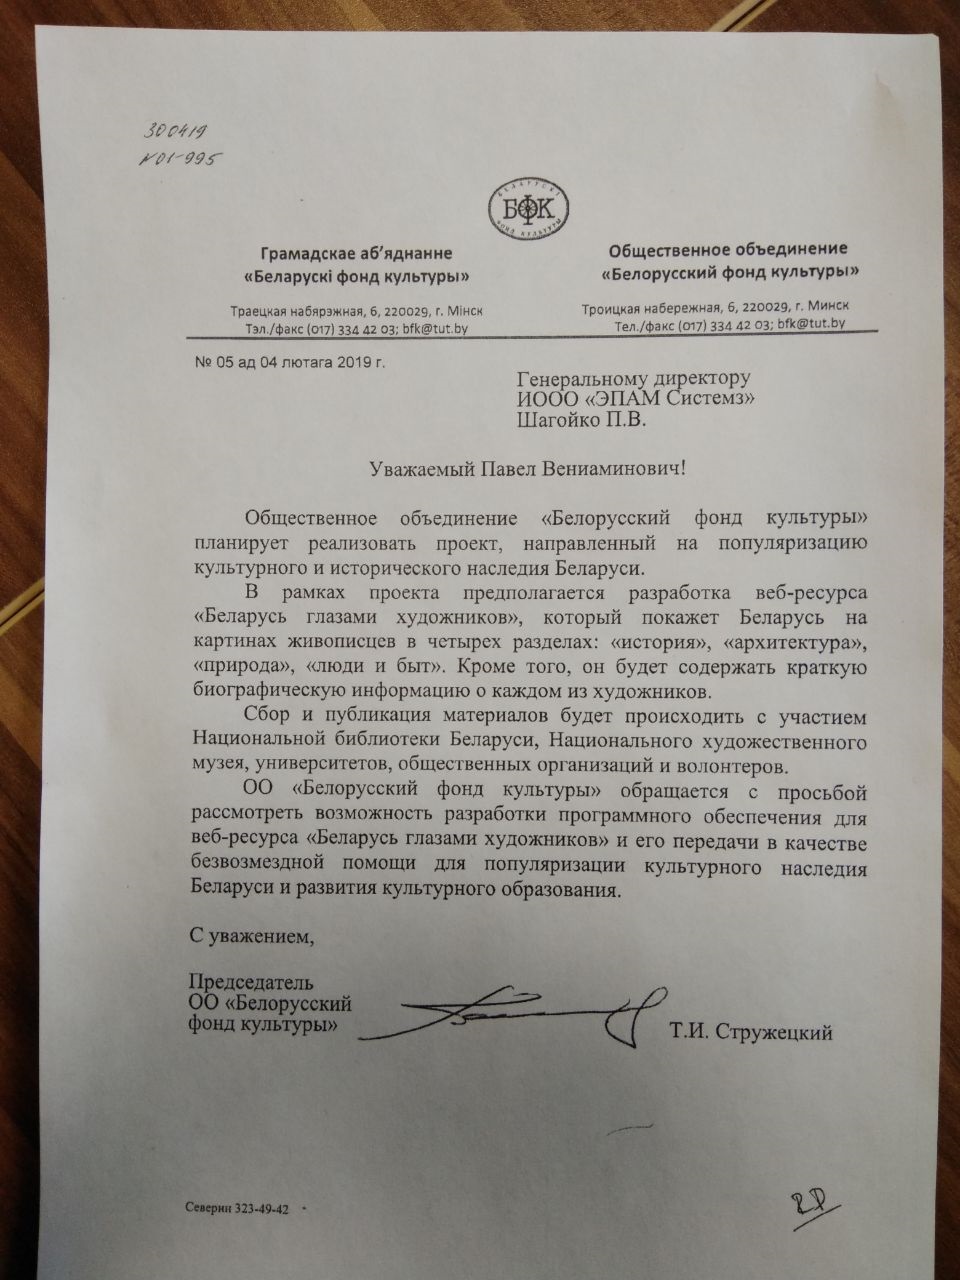 300419
№01-995
БЕЛАРУСКІ
БФК
ФОНД КУЛЬТУРЫ
Грамадскае аб’яднанне
«Беларускі фонд культуры»
Траецкая набярэжная, 6, 220029, г. Мінск
Тэл./факс (017) 334 42 03; bfk@tut.by
Общественное объединение
«Белорусский фонд культуры»
Троицкая набережная, 6, 220029, г. Минск
Тел./факс (017) 334 42 03; bfk@tut.by
№ 05 ад 04 лютага 2019 г.
Генеральному директору
ИООО «ЭПАМ Системз»
Шагойко П.В.
Уважаемый Павел Вениаминович!
Общественное объединение «Белорусский фонд культуры»
планирует реализовать проект, направленный на популяризацию
культурного и исторического наследия Беларуси.
В рамках проекта предполагается разработка веб-ресурса
«Беларусь глазами художников», который покажет Беларусь на
картинах живописцев в четырех разделах: «история», «архитектура»,
«природа», «люди и быт». Кроме того, он будет содержать краткую
биографическую информацию о каждом из художников.
Сбор и публикация материалов будет происходить с участием
Национальной библиотеки Беларуси, Национального художественного
музея, университетов, общественных организаций и волонтеров.
ОО «Белорусский фонд культуры» обращается с просьбой
рассмотреть возможность разработки программного обеспечения для
веб-ресурса «Беларусь глазами художников» и его передачи в качестве
безвозмездной помощи для популяризации культурного наследия
Беларуси и развития культурного образования.
С уважением,
Председатель
ОО «Белорусский
фонд культуры»
Т.И. Стружецкий
Северин 323-49-42